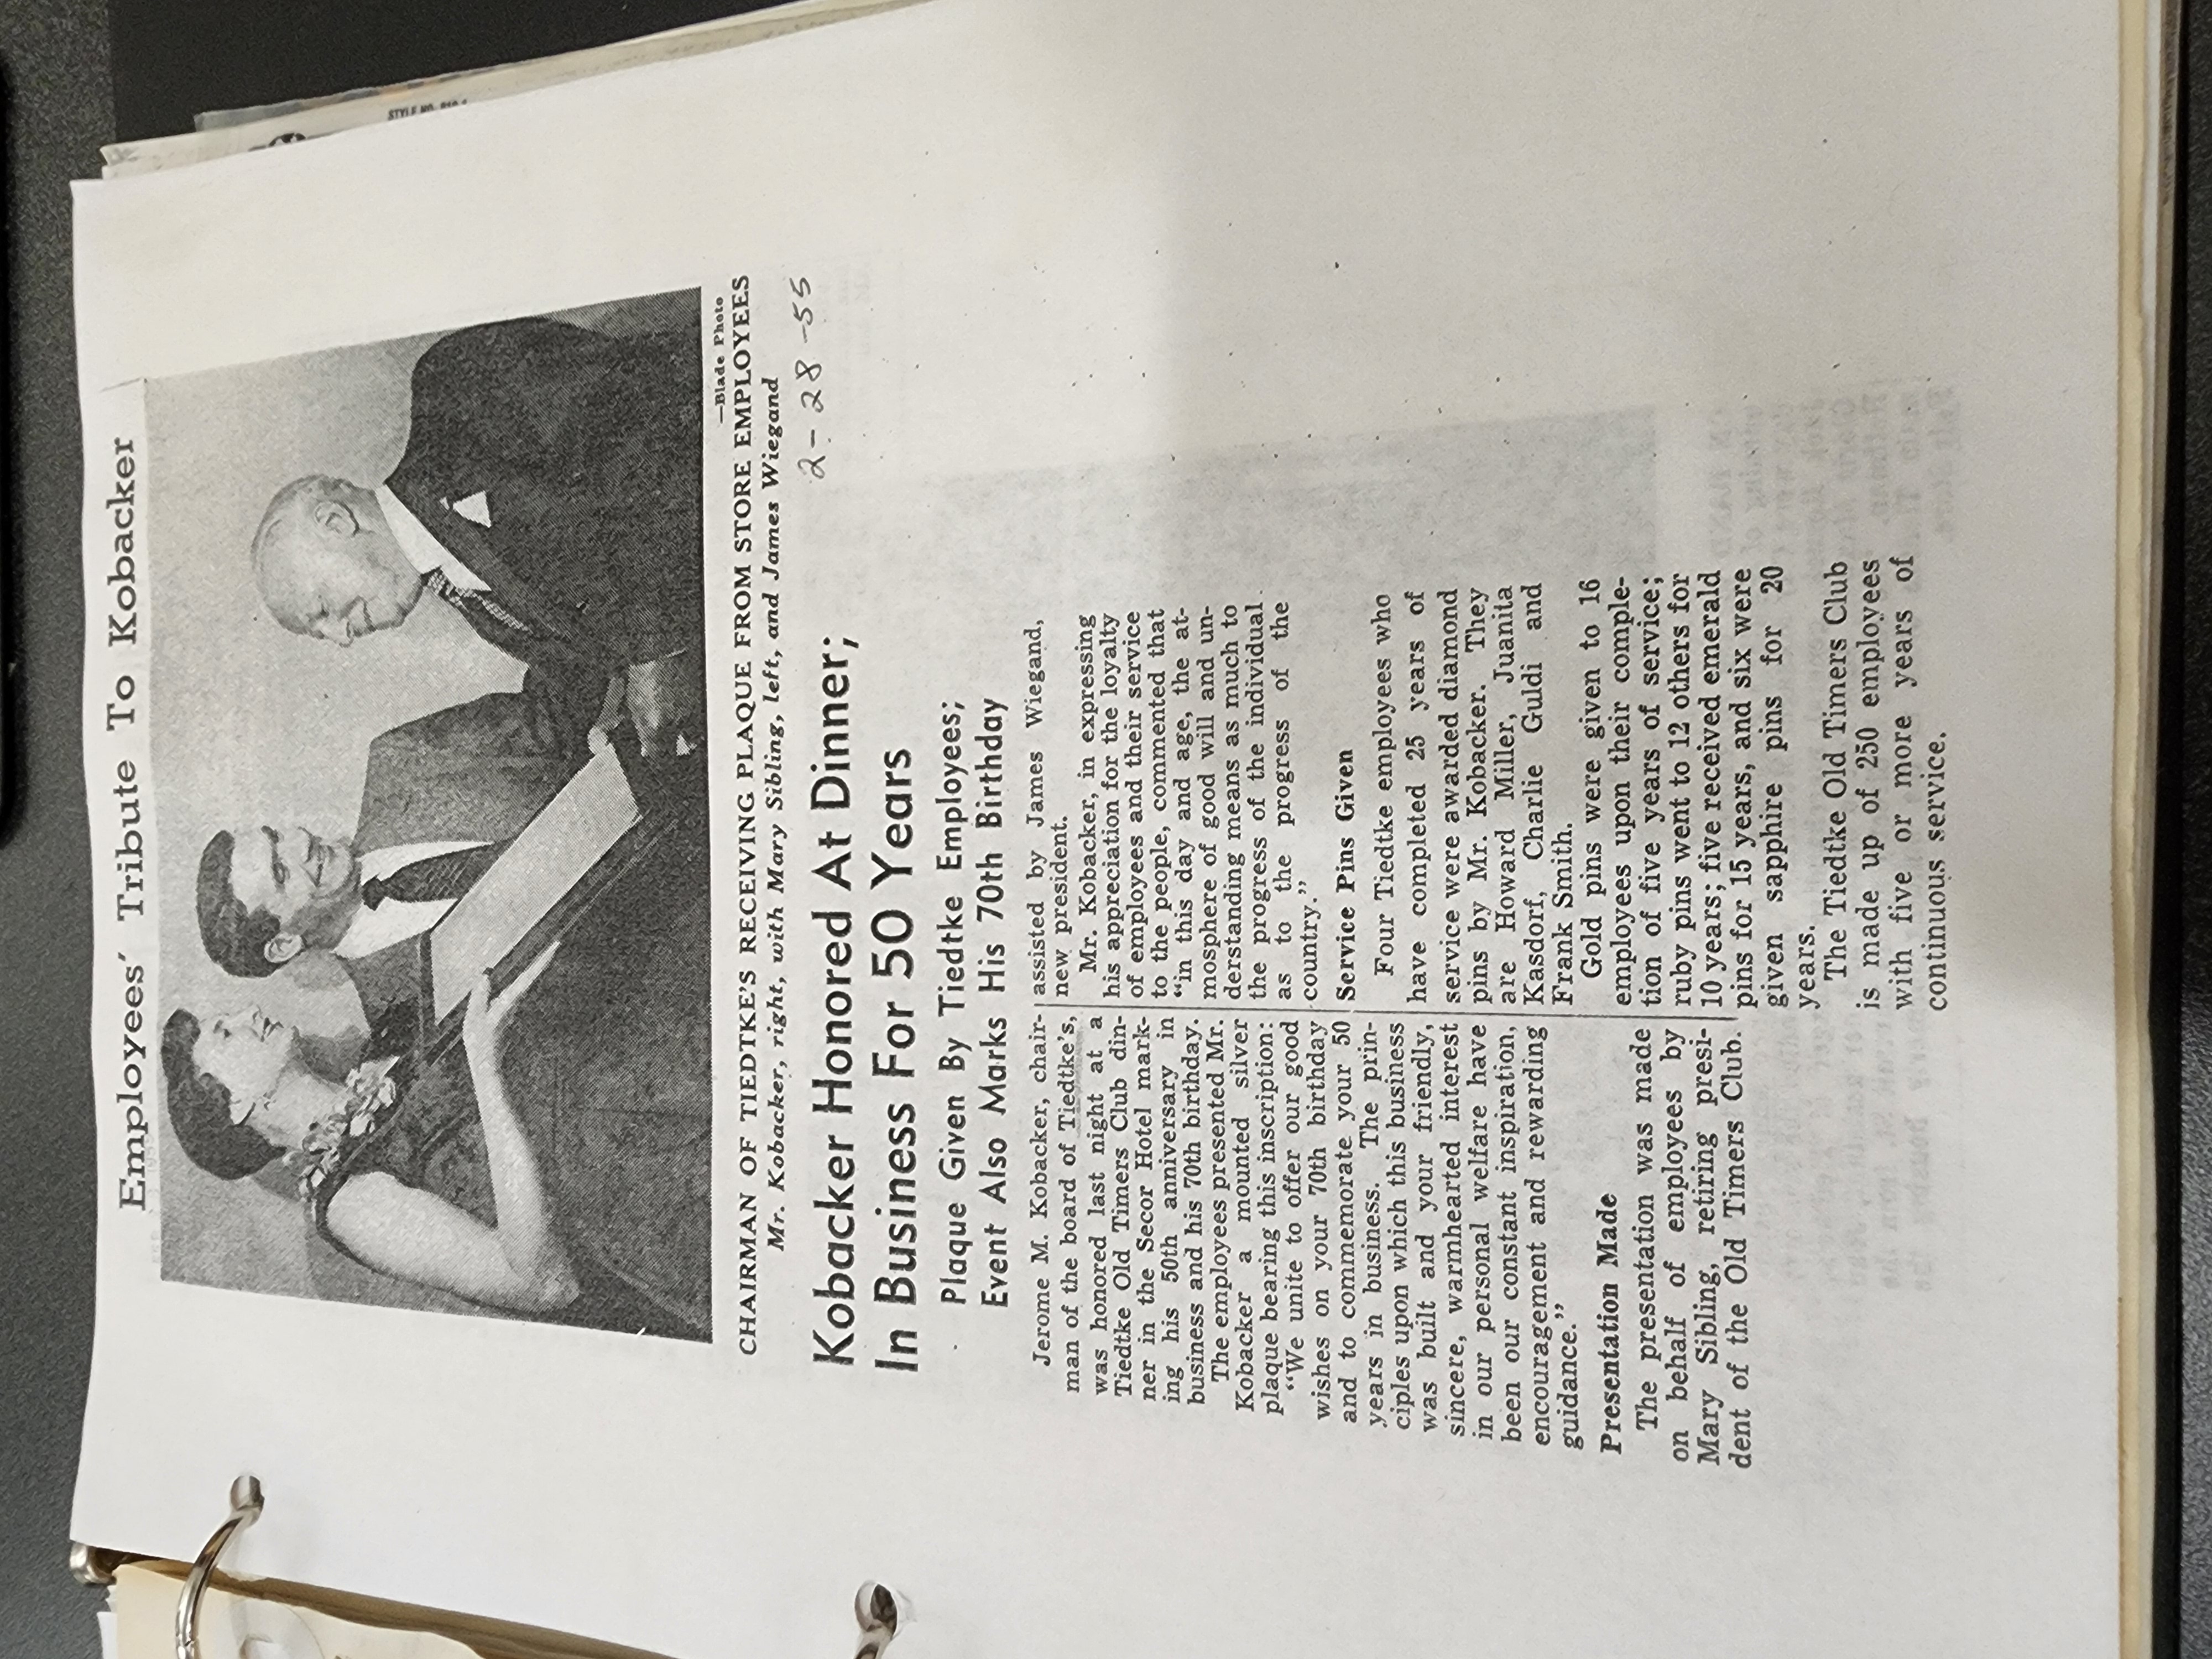 STYLE NO.
Employees' Tribute To Kobacker
—Blade Photo
CHAIRMAN OF TIEDTKE'S RECEIVING PLAQUE FROM STORE EMPLOYEES
Mr. Kobacker, right, with Mary Sibling, left, and James Wiegand
2-28-55
Kobacker Honored At Dinner;
In Business For 50 Years
Plaque Given By Tiedtke Employees;
Event Also Marks His 70th Birthday
Jerome M. Kobacker, chair-
man of the board of Tiedtke's,
was honored last night at a
Tiedtke Old Timers Club din-
ner in the Secor Hotel mark-
ing his 50th anniversary in
business and his 70th birthday.
The employees presented Mr.
Kobacker a mounted silver
plaque bearing this inscription:
"We unite to offer our good
wishes on your 70th birthday
and to commemorate your 50
years in business. The prin-
ciples upon which this business
was built and your friendly,
sincere, warmhearted interest
in our personal welfare have
been our constant inspiration,
encouragement and rewarding
guidance."
Presentation Made
The presentation was made
on behalf of employees by
Mary Sibling, retiring presi-
dent of the Old Timers Club.
assisted by James Wiegand,
new president.
Mr. Kobacker, in expressing
his appreciation for the loyalty
of employees and their service
to the people, commented that
"in this day and age, the at-
mosphere of good will and un-
derstanding means as much to
the progress of the individual
as to the progress of the
country."
Service Pins Given
Four Tiedtke employees who
have completed 25 years of
service were awarded diamond
pins by Mr. Kobacker. They
are Howard Miller, Juanita
Kasdorf, Charlie Guldi and
Frank Smith.
Gold pins were given to 16
employees upon their comple-
tion of five years of service;
ruby pins went to 12 others for
10 years; five received emerald
pins for 15 years, and six were
given sapphire pins for 20
years.
The Tiedtke Old Timers Club
is made up of 250 employees
with five or more years of
continuous service.